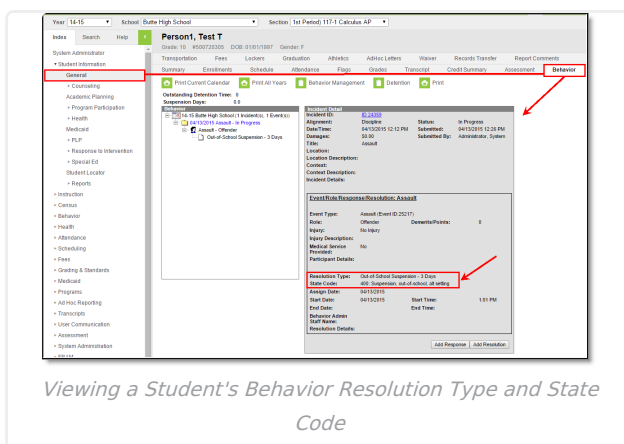 Year 14-15 School Butte High School Section 1st Period) 117-1 Calculus AP
Index Search Help
Person1, Test T
Grade: 10 #500720305 DOB: 01/01/1997 Gender: F
System Administrator
Transportation Fees Lockers Graduation Athletics AdHoc Letters Waiver Records Transfer Report Comments
Student Information
Summary Enrollments Schedule Attendance Flags Grades Transcript Credit Summary Assessment Behavior
General
Counseling
Print Current Calendar Print All Years Behavior Management Detention Print
Academic Planning
Outstanding Detention Time: 0
Program Participation
Suspension Days: 0.0
Health
Medicaid
PLP
Response to Intervention
Special Ed
Student Locator
Reports
Instruction
Census
Behavior
Health
Attendance
Scheduling
Fees
Grading & Standards
Medicaid
Programs
Ad Hoc Reporting
Transcripts
User Communication
Assessment
System Administration
FRAM
Behavior
14-15 Butte High School (1 Incident(s), 1 Event(s))
04/13/2015 Assault - In Progress
Assault - Offender
Out-of-School Suspension - 3 Days
Incident Detail
Incident ID: ID 24359
Alignment: Discipline Status: In Progress
Date/Time: 04/13/2015 12:12 PM Submitted: 04/13/2015 12:26 PM
Damages: $0.00 Submitted By: Administrator, System
Title: Assault
Location:
Location Description:
Context:
Context Description:
Incident Details:
Event/Role/Response/Resolution: Assault
Event Type: Assault (Event ID:25217)
Role: Offender Demerits/Points: 0
Injury: No Injury
Injury Description:
Medical Service No
Provided:
Participant Details:
Resolution Type: Out-of-School Suspension - 3 Days
State Code: 400: Suspension, out-of-school, alt setting
Assign Date: 04/13/2015
Start Date: 04/13/2015 Start Time: 1:01 PM
End Date: End Time:
Behavior Admin
Staff Name:
Resolution Details:
Add Response Add Resolution
Viewing a Student's Behavior Resolution Type and State
Code